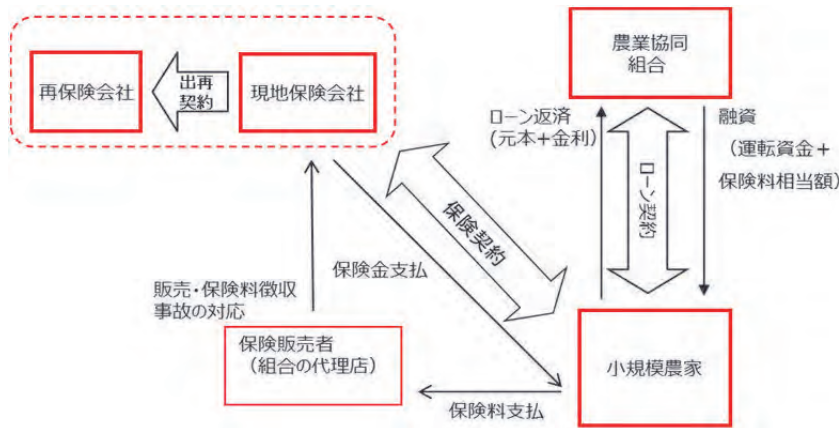 再保険会社
出再
契約
現地保険会社
農業協同
組合
ローン返済
(元本+金利)
ローン契約
融資
(運転資金+
保険料相当額)
保険契約
保険金支払
販売・保険料徴収
事故の対応
保険販売者
(組合の代理店)
保険料支払
小規模農家